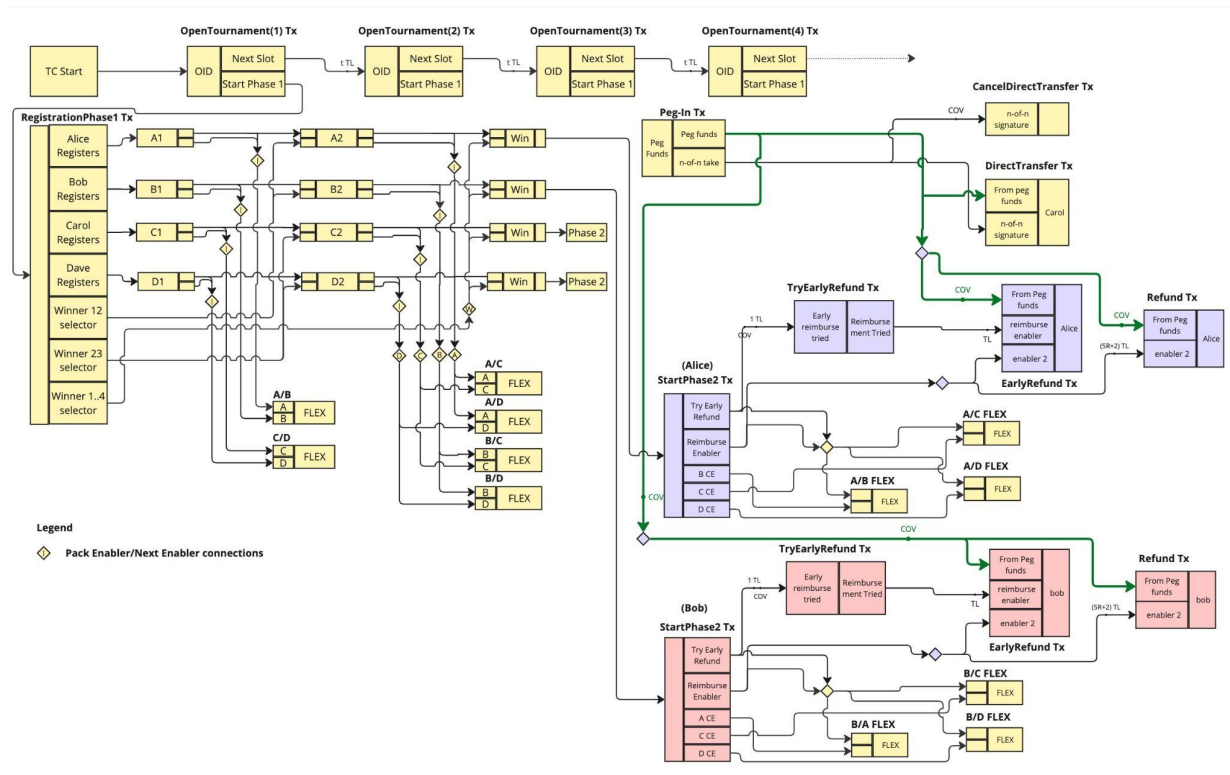 OpenTournament(1) Tx
OpenTournament(2) Tx
OpenTournament(3) Tx
OpenTournament(4) Tx
TC Start
OID
Next Slot
Start Phase 1
t TL
OID
Next Slot
Start Phase 1
t TL
OID
Next Slot
Start Phase 1
t TL
OID
Next Slot
Start Phase 1
RegistrationPhase1 Tx
Alice
Registers
Bob
Registers
Carol
Registers
Dave
Registers
Winner 12
selector
Winner 23
selector
Winner 1..4
selector
A1
A2
Win
B1
B2
Win
C1
C2
Win
Phase 2
D1
D2
Win
Phase 2
I
I
I
I
I
I
I
I
W
D
C
B
A
A/B
A
B
FLEX
C/D
C
D
FLEX
A/C
A
C
FLEX
A/D
A
D
FLEX
B/C
B
C
FLEX
B/D
B
D
FLEX
Legend
I
Pack Enabler/Next Enabler connections
Peg-In Tx
Peg
Funds
Peg funds
n-of-n take
CancelDirectTransfer Tx
COV
n-of-n
signature
DirectTransfer Tx
From peg
funds
n-of-n
signature
Carol
TryEarlyRefund Tx
1 TL
COV
Early
reimburse
tried
Reimburse
ment Tried
COV
From Peg
funds
reimburse
enabler
enabler 2
Alice
TL
EarlyRefund Tx
Refund Tx
COV
From Peg
funds
enabler 2
Alice
(5R+2) TL
(Alice)
StartPhase2 Tx
Try Early
Refund
Reimburse
Enabler
B CE
C CE
D CE
A/C FLEX
FLEX
A/D FLEX
FLEX
A/B FLEX
FLEX
COV
COV
TryEarlyRefund Tx
1 TL
COV
Early
reimburse
tried
Reimburse
ment Tried
From Peg
funds
reimburse
enabler
enabler 2
bob
TL
EarlyRefund Tx
Refund Tx
From Peg
funds
enabler 2
bob
(5R+2) TL
(Bob)
StartPhase2 Tx
Try Early
Refund
Reimburse
Enabler
A CE
C CE
D CE
B/C FLEX
FLEX
B/D FLEX
FLEX
B/A FLEX
FLEX